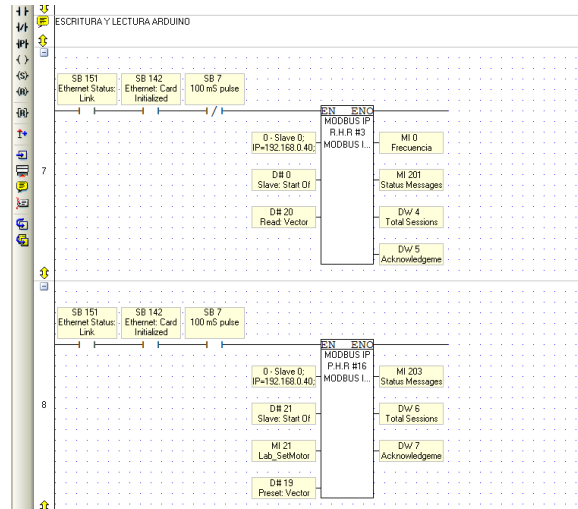 ESCRITURA Y LECTURA ARDUINO
SB 151
Ethernet Status:
Link
SB 142
Ethernet: Card
Initialized
SB 7
100 mS pulse
EN ENO
MODBUS IP
R.H.R #3
MODBUS I...
0 - Slave 0;
IP=192.168.0.40;
MI 0
Frecuencia
7
D# 0
Slave: Start Of
MI 201
Status Messages
D# 20
Read: Vector
DW 4
Total Sessions
DW 5
Acknowledgeme
SB 151
Ethernet Status:
Link
SB 142
Ethernet: Card
Initialized
SB 7
100 mS pulse
EN ENO
MODBUS IP
P.H.R #16
MODBUS I...
0 - Slave 0;
IP=192.168.0.40;
MI 203
Status Messages
8
D# 21
Slave: Start Of
DW 6
Total Sessions
MI 21
Lab_SetMotor
DW 7
Acknowledgeme
D# 19
Preset: Vector